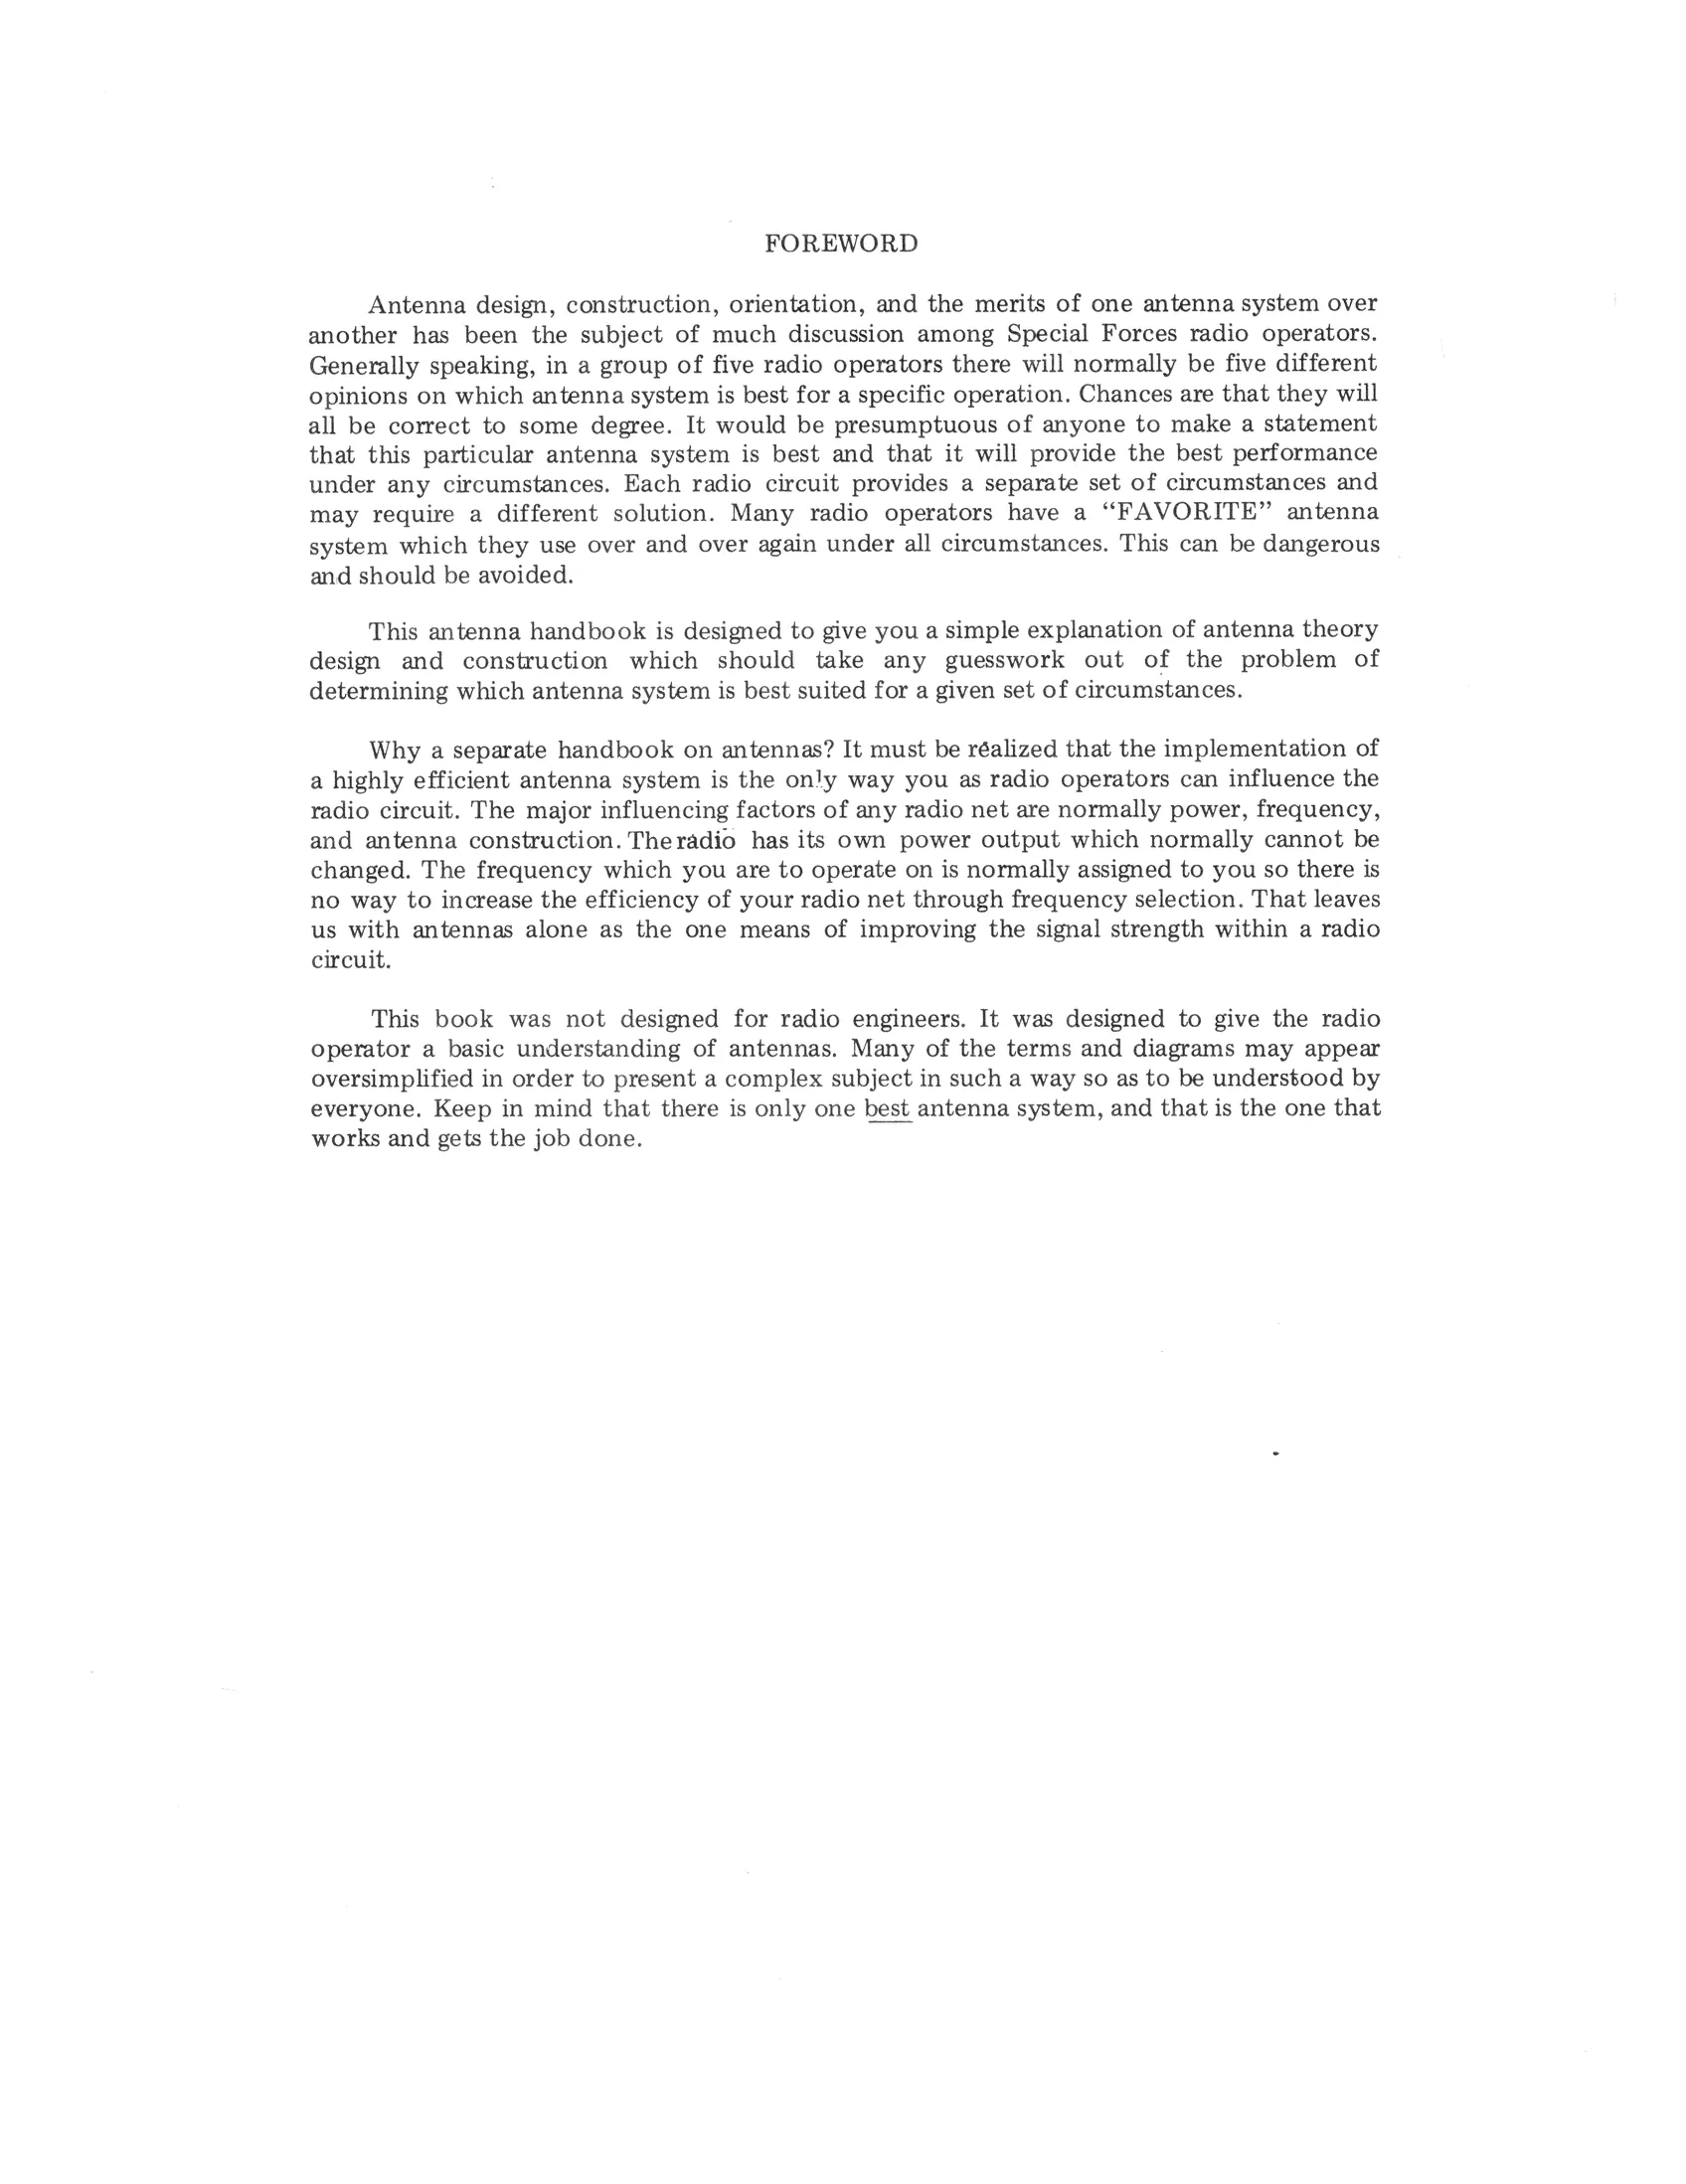 FOREWORD
Antenna design, construction, orientation, and the merits of one antenna system over
another has been the subject of much discussion among Special Forces radio operators.
Generally speaking, in a group of five radio operators there will normally be five different
opinions on which antenna system is best for a specific operation. Chances are that they will
all be correct to some degree. It would be presumptuous of anyone to make a statement
that this particular antenna system is best and that it will provide the best performance
under any circumstances. Each radio circuit provides a separate set of circumstances and
may require a different solution. Many radio operators have a “FAVORITE” antenna
system which they use over and over again under all circumstances. This can be dangerous
and should be avoided.
This antenna handbook is designed to give you a simple explanation of antenna theory
design and construction which should take any guesswork out of the problem of
determining which antenna system is best suited for a given set of circumstances.
Why a separate handbook on antennas? It must be realized that the implementation of
a highly efficient antenna system is the only way you as radio operators can influence the
radio circuit. The major influencing factors of any radio net are normally power, frequency,
and antenna construction. The radio has its own power output which normally cannot be
changed. The frequency which you are to operate on is normally assigned to you so there is
no way to increase the efficiency of your radio net through frequency selection. That leaves
us with antennas alone as the one means of improving the signal strength within a radio
circuit.
This book was not designed for radio engineers. It was designed to give the radio
operator a basic understanding of antennas. Many of the terms and diagrams may appear
oversimplified in order to present a complex subject in such a way so as to be understood by
everyone. Keep in mind that there is only one best antenna system, and that is the one that
works and gets the job done.